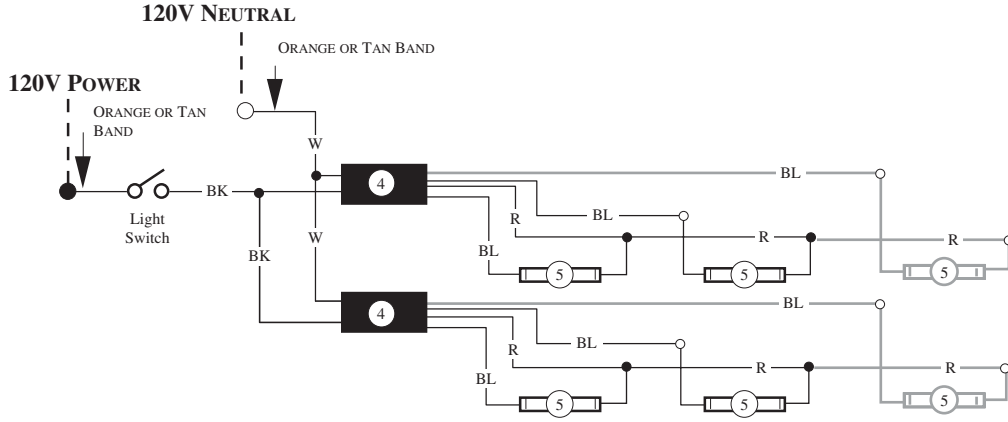 120V NEUTRAL
ORANGE OR TAN BAND
120V POWER
ORANGE OR TAN
BAND
W
BL
4
BK
BL
R
R
R
Light
Switch
W
BL
BK
5
5
5
BL
4
BL
R
R
R
BL
5
5
5